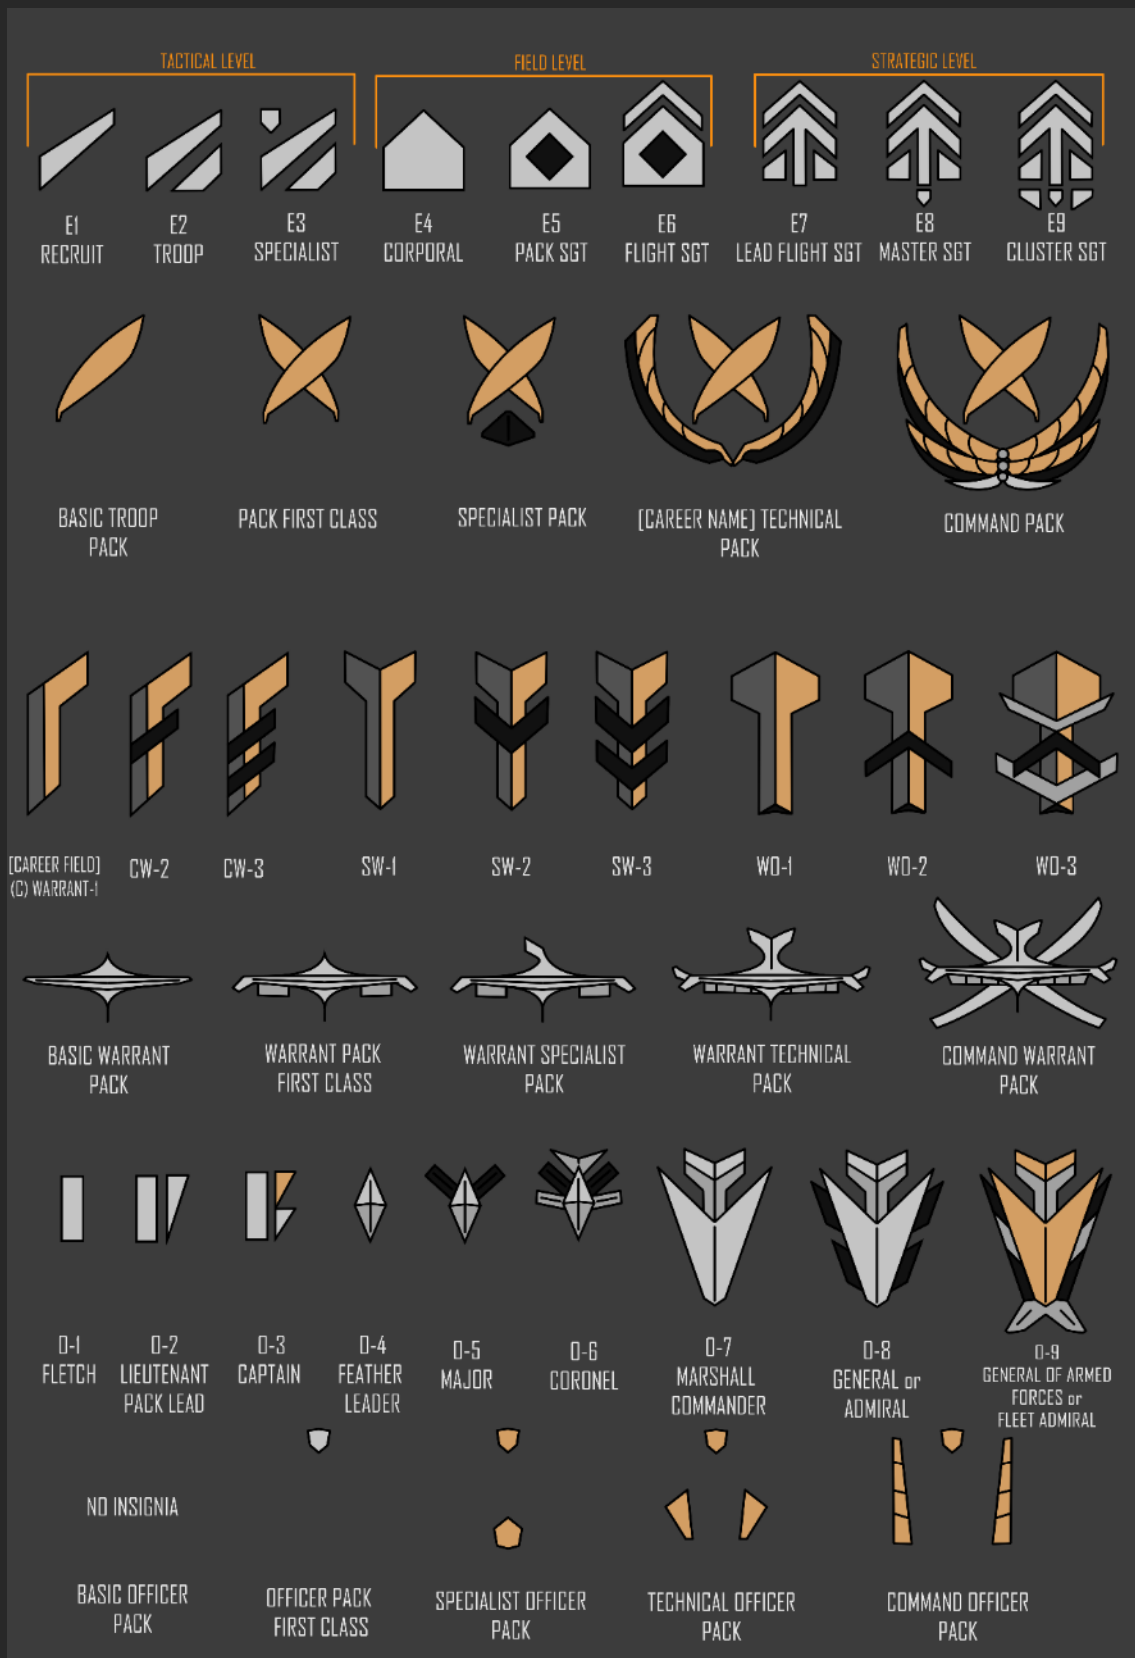 TACTICAL LEVEL
FIELD LEVEL
STRATEGIC LEVEL
E1
RECRUIT
E2
TROOP
E3
SPECIALIST
E4
CORPORAL
E5
PACK SGT
E6
FLIGHT SGT
E7
LEAD FLIGHT SGT
E8
MASTER SGT
E9
CLUSTER SGT
BASIC TROOP
PACK
PACK FIRST CLASS
SPECIALIST PACK
[CAREER NAME] TECHNICAL
PACK
COMMAND PACK
[CAREER FIELD]
(C) WARRANT-1
CW-2
CW-3
SW-1
SW-2
SW-3
WO-1
WO-2
WO-3
BASIC WARRANT
PACK
WARRANT PACK
FIRST CLASS
WARRANT SPECIALIST
PACK
WARRANT TECHNICAL
PACK
COMMAND WARRANT
PACK
O-1
FLETCH
O-2
LIEUTENANT
PACK LEAD
O-3
CAPTAIN
O-4
FEATHER
LEADER
O-5
MAJOR
O-6
CORONEL
O-7
MARSHALL
COMMANDER
O-8
GENERAL or
ADMIRAL
O-9
GENERAL OF ARMED
FORCES or
FLEET ADMIRAL
NO INSIGNIA
BASIC OFFICER
PACK
OFFICER PACK
FIRST CLASS
SPECIALIST OFFICER
PACK
TECHNICAL OFFICER
PACK
COMMAND OFFICER
PACK